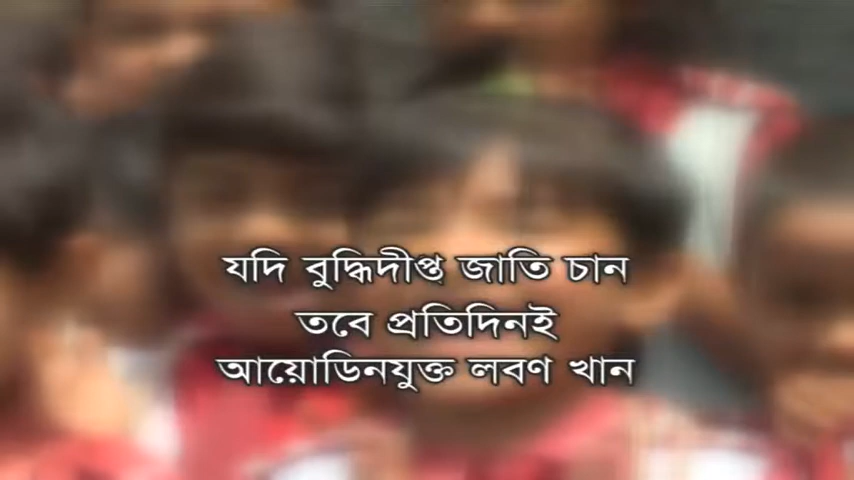 যদি বুদ্ধিদীপ্ত জাতি চান
তবে প্রতিদিনই
আয়োডিনযুক্ত লবণ খান